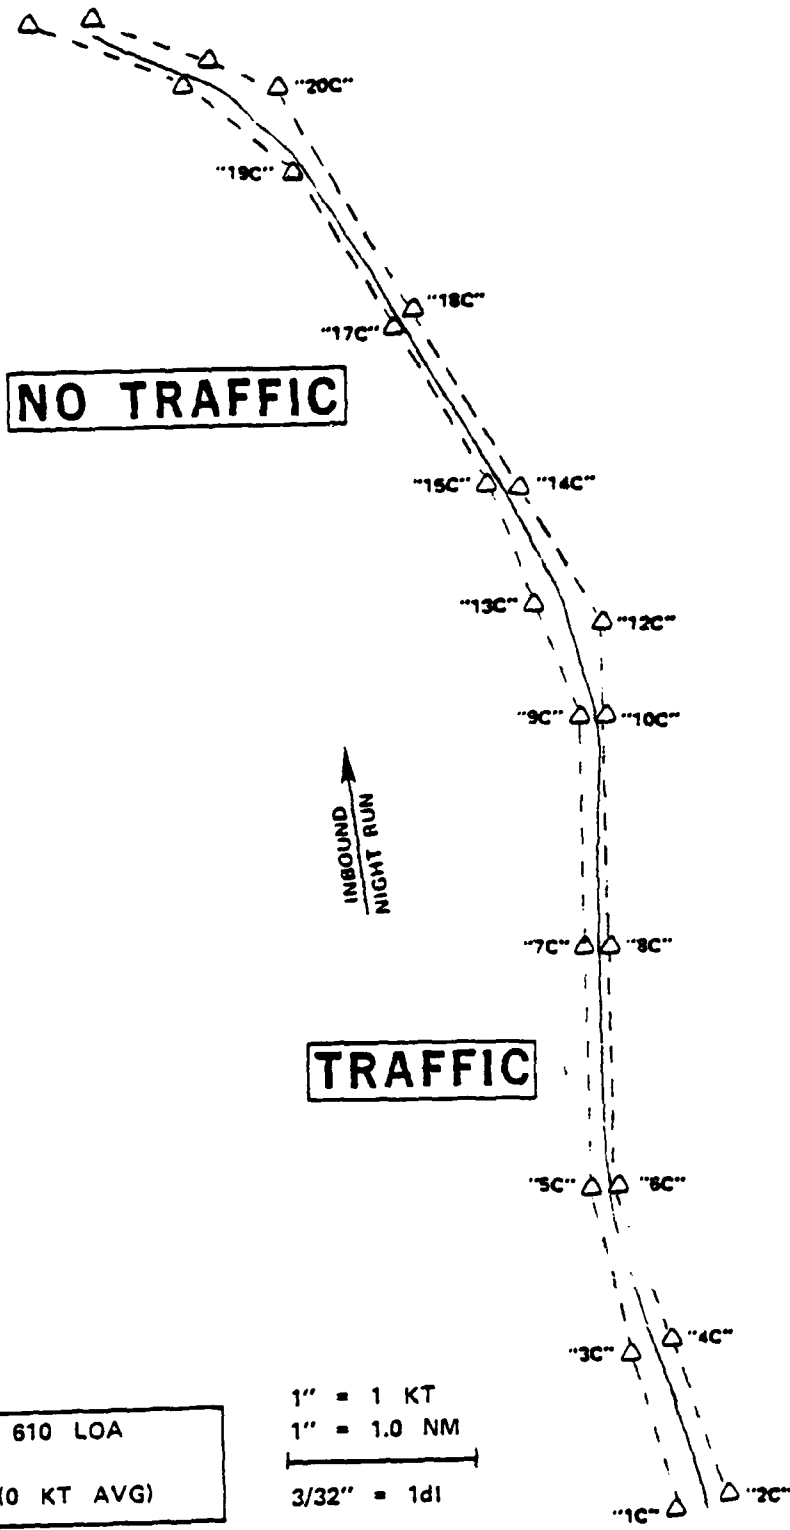 "20C"
"19C"
"18C"
"17C"
NO TRAFFIC
"15C" "14C"
"13C"
"12C"
"9C" "10C"
INBOUND
NIGHT RUN
"7C" "8C"
TRAFFIC
"5C" "6C"
"4C"
"3C"
1" = 1 KT
610 LOA
1" = 1.0 NM
KT AVG)
3/32" = 1dl
"2C"
"1C"